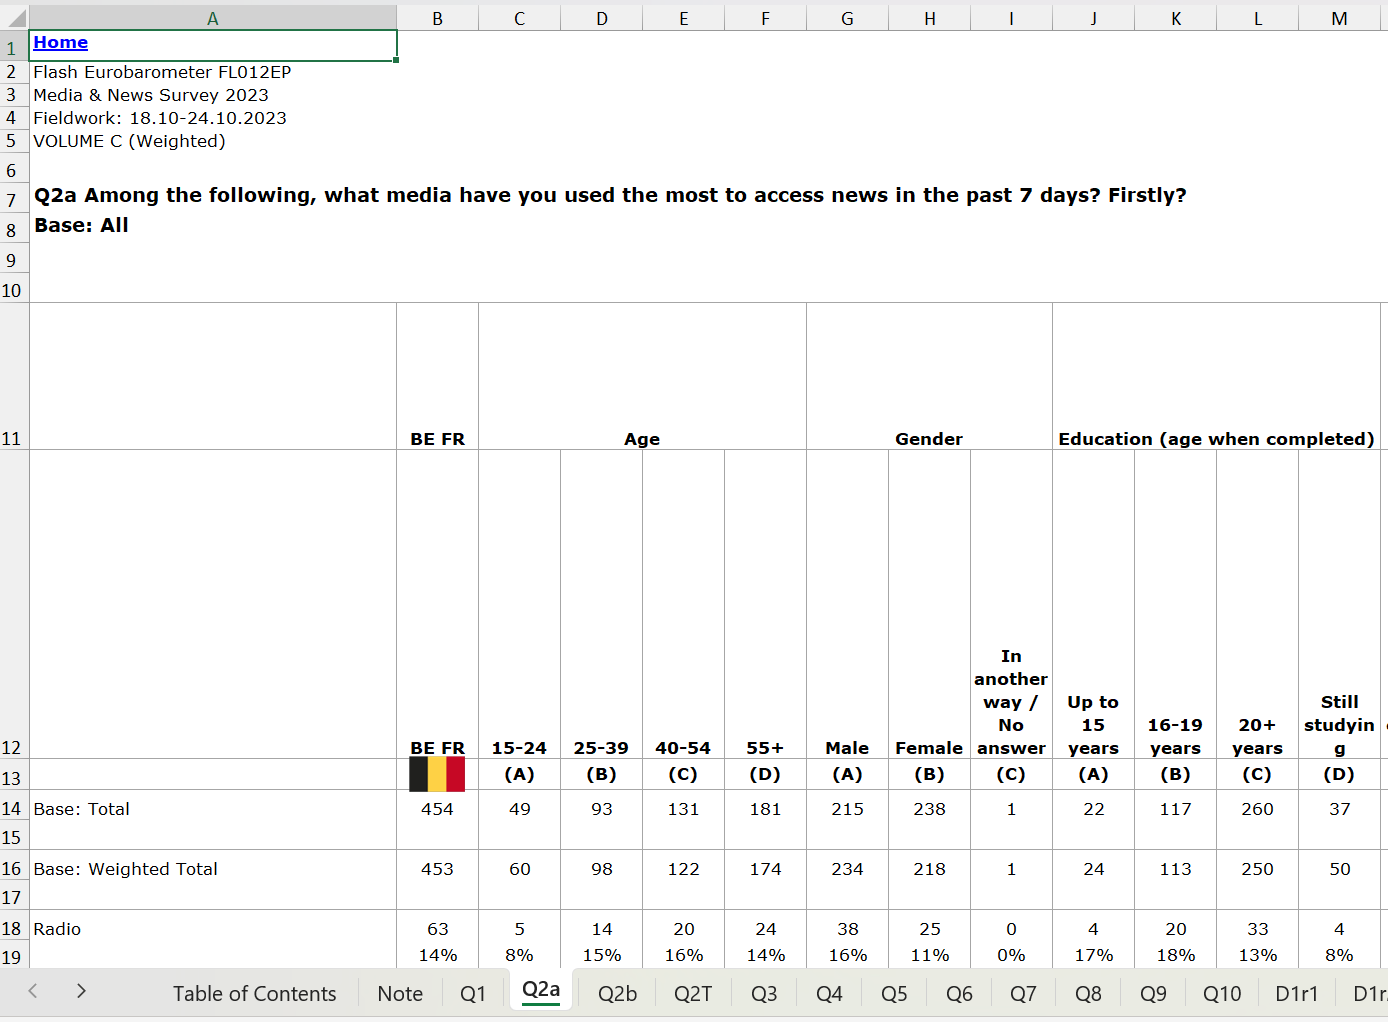 A B C D E F G H I J K L M
1 Home
2 Flash Eurobarometer FL012EP
3 Media & News Survey 2023
4 Fieldwork: 18.10-24.10.2023
5 VOLUME C (Weighted)
6
7 Q2a Among the following, what media have you used the most to access news in the past 7 days? Firstly?
8 Base: All
9
10
11 BE FR Age Gender Education (age when completed)
In
another
way / Up to Still
No 15 16-19 20+ studyin
12 BE FR 15-24 25-39 40-54 55+ Male Female answer years years years g
13 (A) (B) (C) (D) (A) (B) (C) (A) (B) (C) (D)
14 Base: Total 454 49 93 131 181 215 238 1 22 117 260 37
15
16 Base: Weighted Total 453 60 98 122 174 234 218 1 24 113 250 50
17
18 Radio 63 5 14 20 24 38 25 0 4 20 33 4
19 14% 8% 15% 16% 14% 16% 11% 0% 17% 18% 13% 8%
Table of Contents Note Q1 Q2a Q2b Q2T Q3 Q4 Q5 Q6 Q7 Q8 Q9 Q10 D1r1